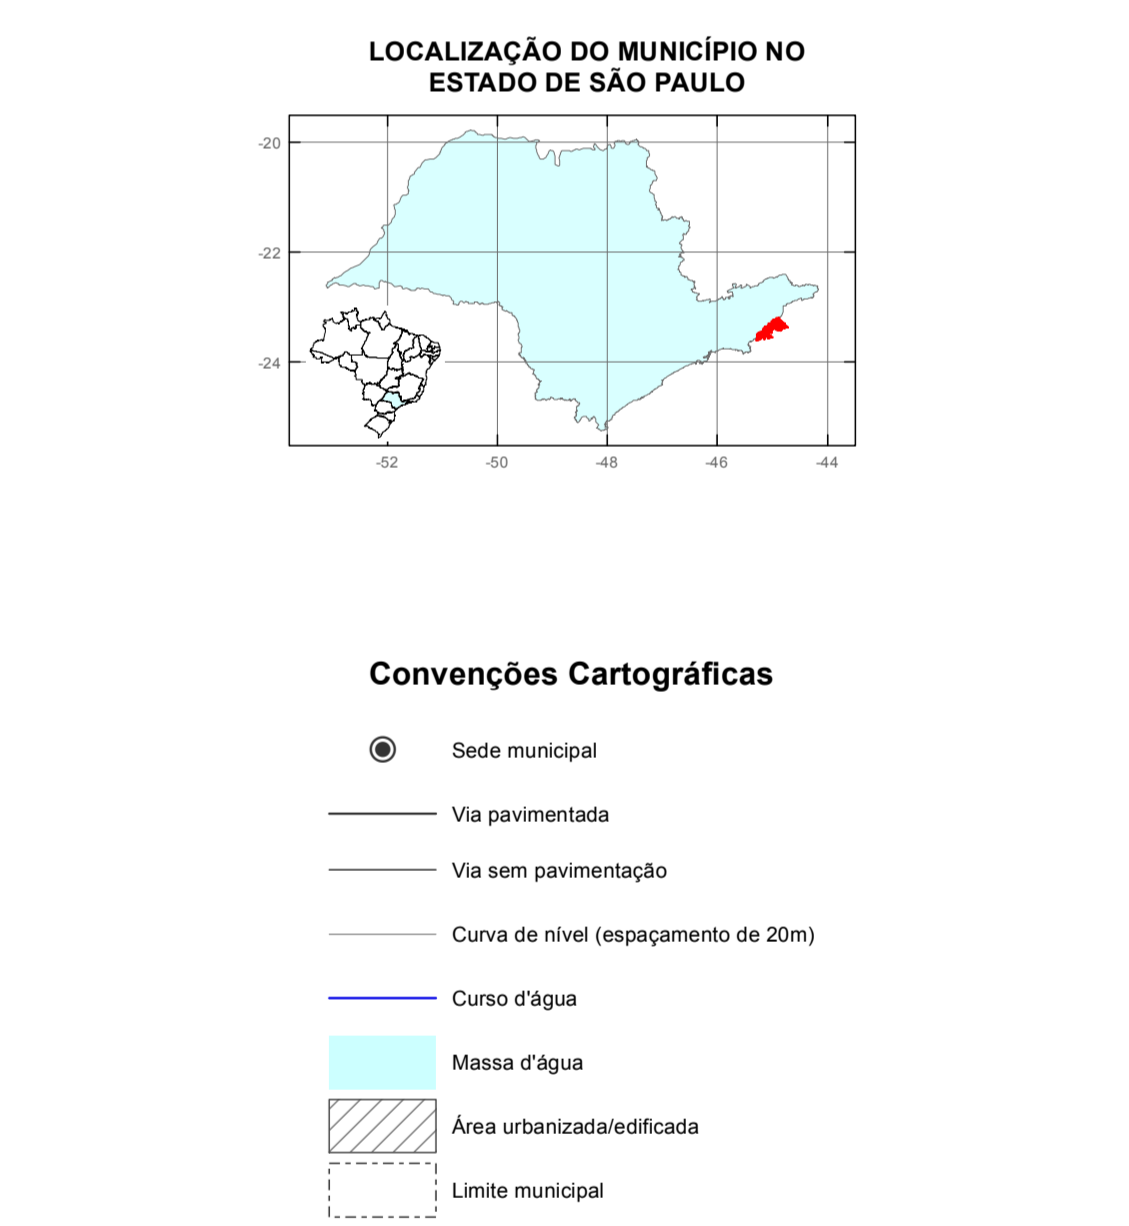 LOCALIZAÇÃO DO MUNICÍPIO NO
ESTADO DE SÃO PAULO
-20
-22
-24
-52 -50 -48 -46 -44
Convenções Cartográficas
Sede municipal
Via pavimentada
Via sem pavimentação
Curva de nível (espaçamento de 20m)
Curso d'água
Massa d'água
Área urbanizada/edificada
Limite municipal